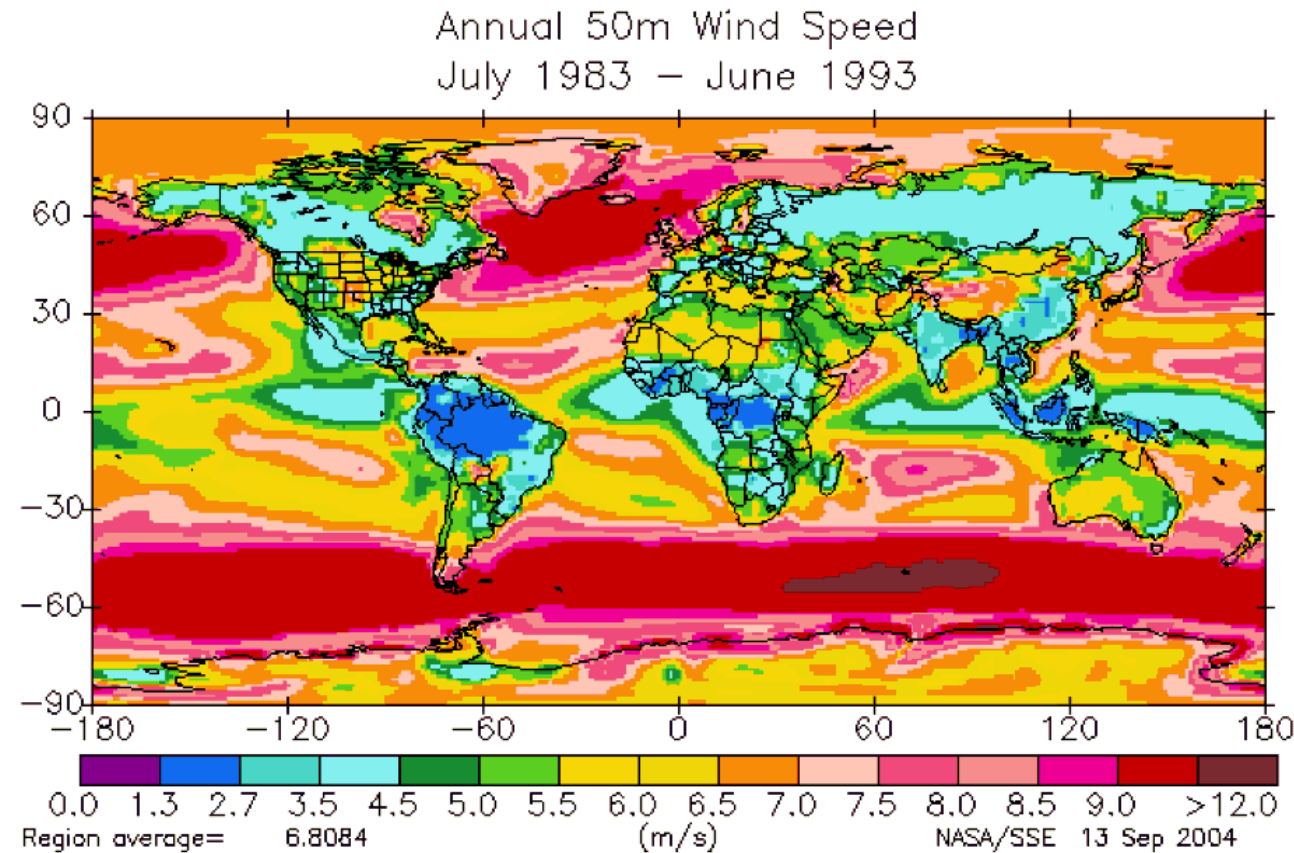 Annual 50m Wind Speed
July 1983 – June 1993
90
60
30
0
−30
−60
−90
−180 −120 −60 0 60 120 180
0.0 1.3 2.7 3.5 4.5 5.0 5.5 6.0 6.5 7.0 7.5 8.0 8.5 9.0 >12.0
Region average= 6.8084 (m/s) NASA/SSE 13 Sep 2004